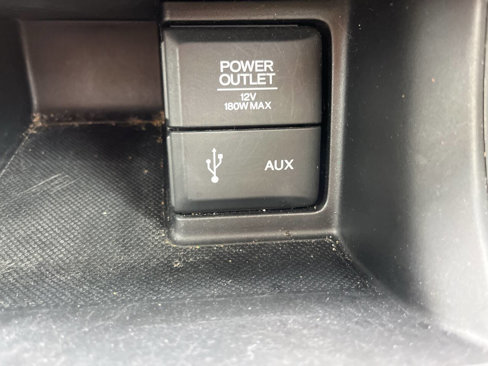 POWER
OUTLET
12V
180W MAX
AUX